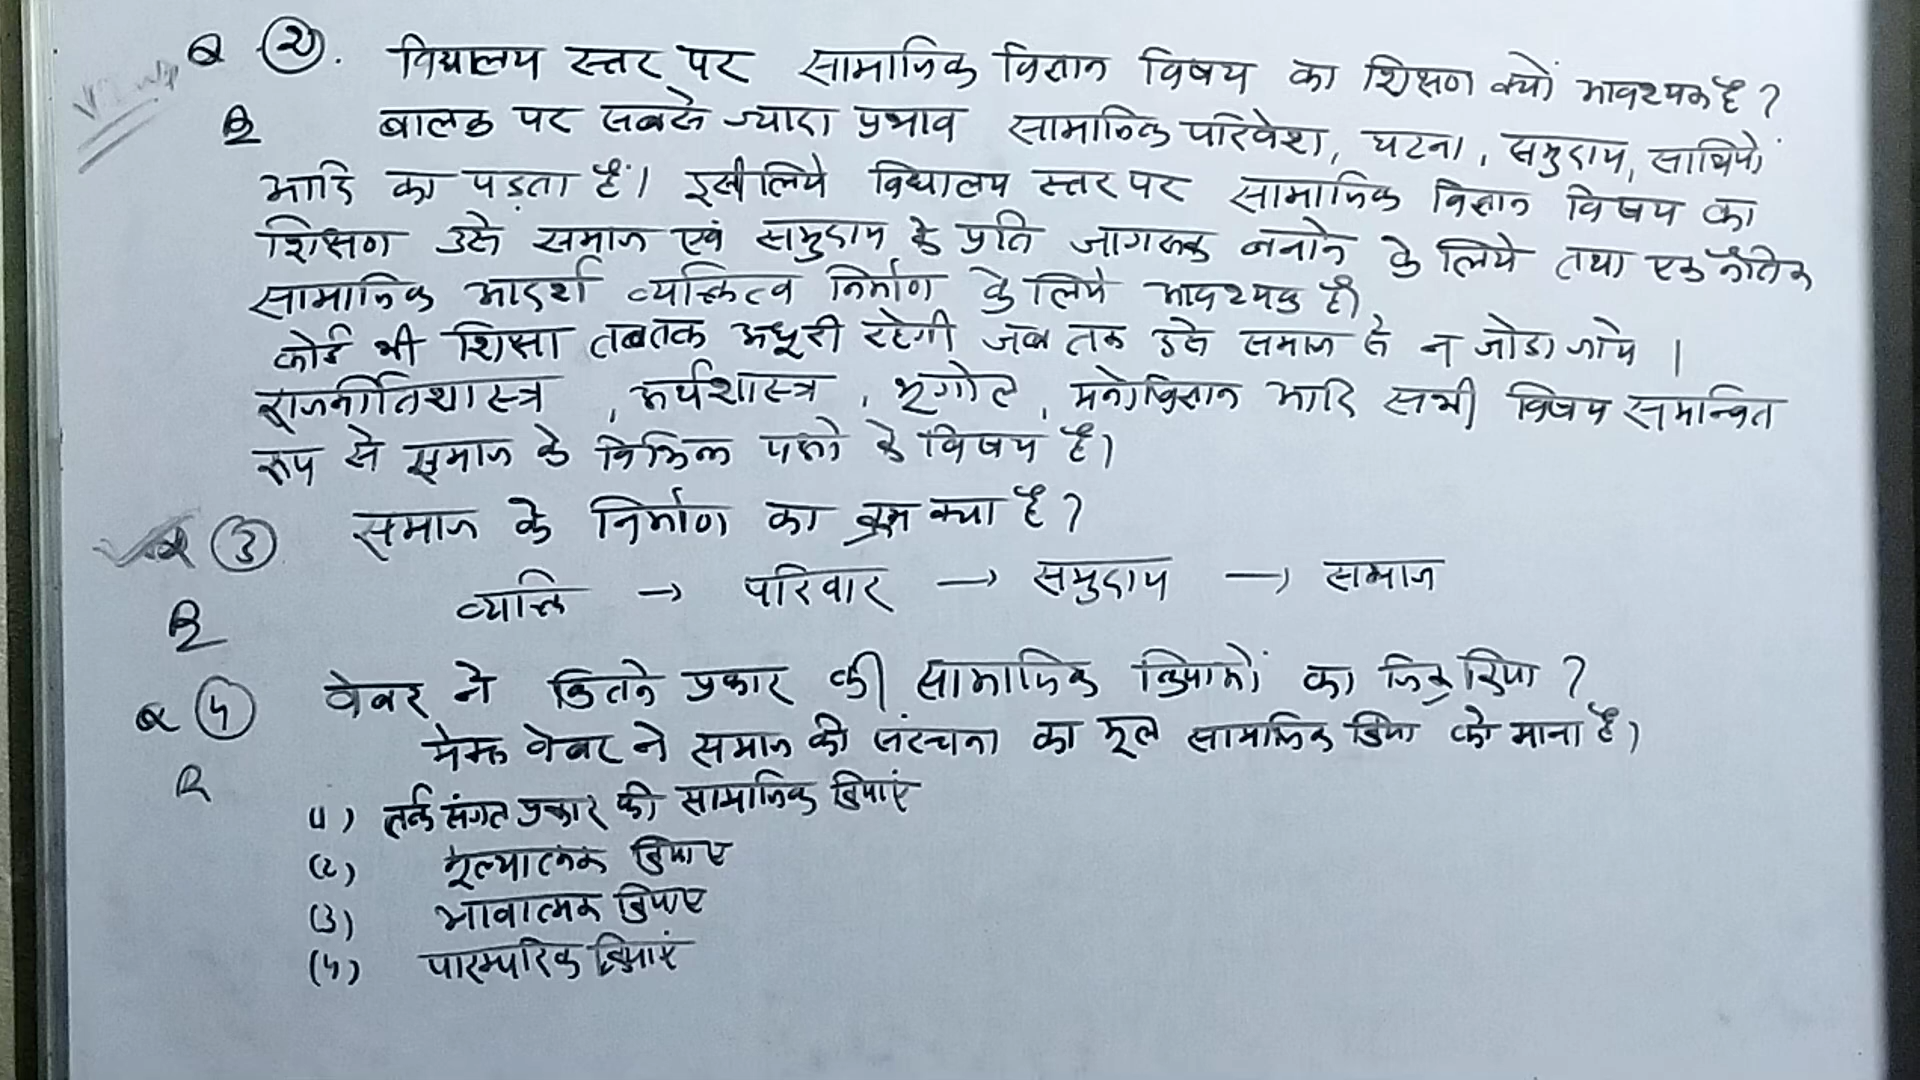 Q (2). विद्यालय स्तर पर सामाजिक विज्ञान विषय का शिक्षण क्यों आवश्यक है?
बालक पर सबसे ज्यादा प्रभाव सामाजिक परिवेश, घटना, समुदाय, साथियों
आदि का पड़ता है। इसीलिये विद्यालय स्तर पर सामाजिक विज्ञान विषय का
शिक्षण उसे समाज एवं समुदाय के प्रति जागरूक बनाने के लिये तथा एक नैतिक
सामाजिक आदर्श व्यक्तित्व निर्माण के लिये आवश्यक है।
कोई भी शिक्षा तबतक अधूरी रहेगी जब तक उसे समाज से न जोडा जाये।
राजनीतिशास्त्र, अर्थशास्त्र, भूगोल, मनोविज्ञान आदि सभी विषय समन्वित
रूप से समाज के विभिन्न पक्षों के विषय है।
Q (3) समाज के निर्माण का क्रम क्या है?
व्यक्ति → परिवार → समुदाय → समाज
Q (4) वेबर ने कितने प्रकार की सामाजिक क्रियाओं का जिक्र किया?
मैक्स वेबर ने समाज की संरचना का मूल सामाजिक क्रिया को माना है।
(1) तर्क संगत प्रकार की सामाजिक क्रियाएं
(2) मूल्यात्मक क्रियाए
(3) भावात्मक क्रियाए
(4) पारम्परिक क्रियाएं